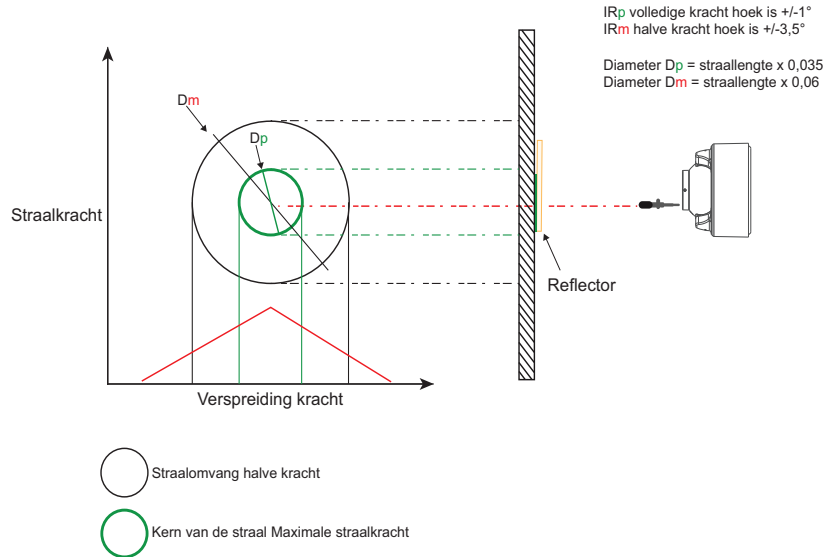 IRp volledige kracht hoek is +/-1°
IRm halve kracht hoek is +/-3,5°
Diameter Dp = straallengte x 0,035
Diameter Dm = straallengte x 0,06
Dm
Dp
Straalkracht
Reflector
Verspreiding kracht
Straalomvang halve kracht
Kern van de straal Maximale straalkracht